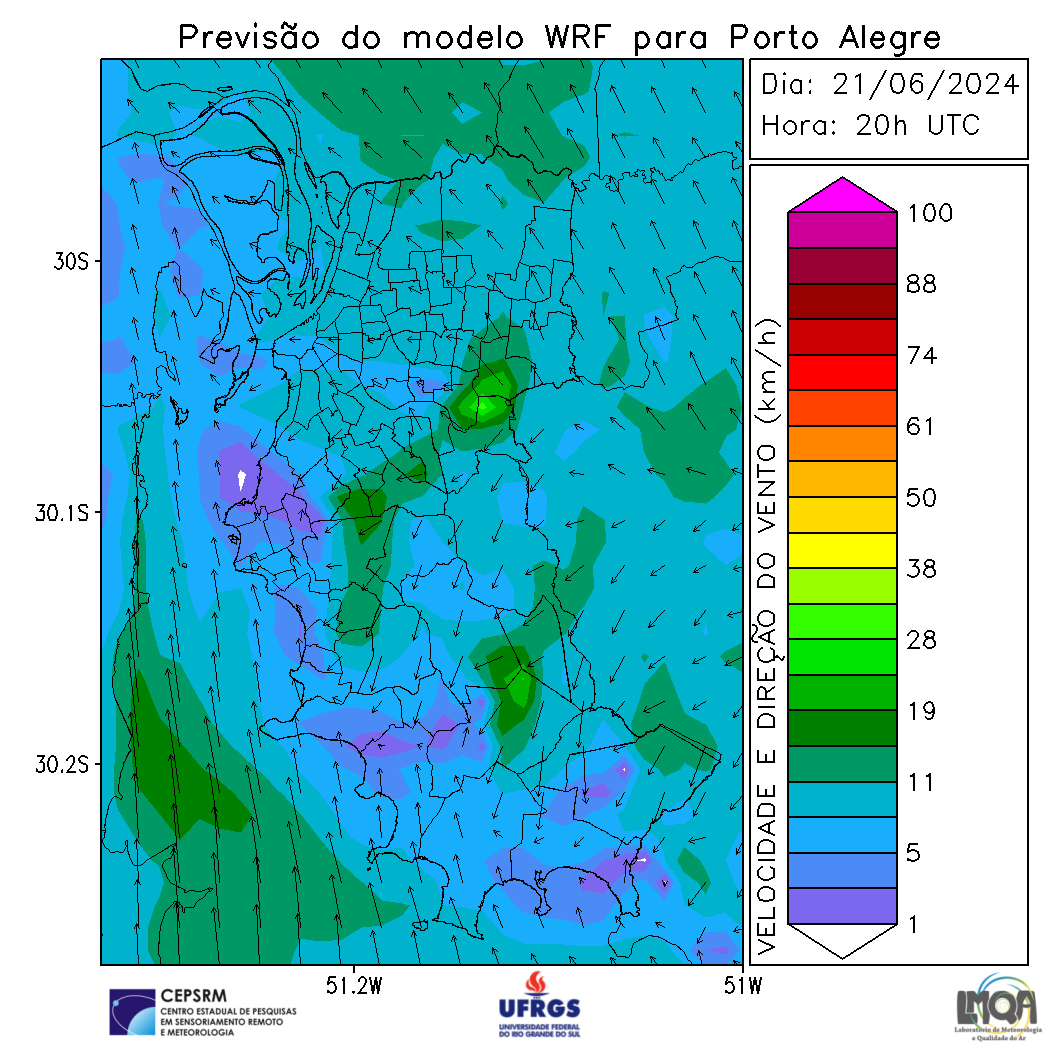 Previsão do modelo WRF para Porto Alegre
Dia: 21/06/2024
Hora: 20h UTC
30S
30.1S
30.2S
51.2W
51W
VELOCIDADE E DIREÇÃO DO VENTO (km/h)
100
88
74
61
50
38
28
19
11
5
1
CEPSRM
CENTRO ESTADUAL DE PESQUISAS
EM SENSORIAMENTO REMOTO
E METEOROLOGIA
UFRGS
UNIVERSIDADE FEDERAL
DO RIO GRANDE DO SUL
LMQA
Laboratório de Meteorologia
e Qualidade do Ar